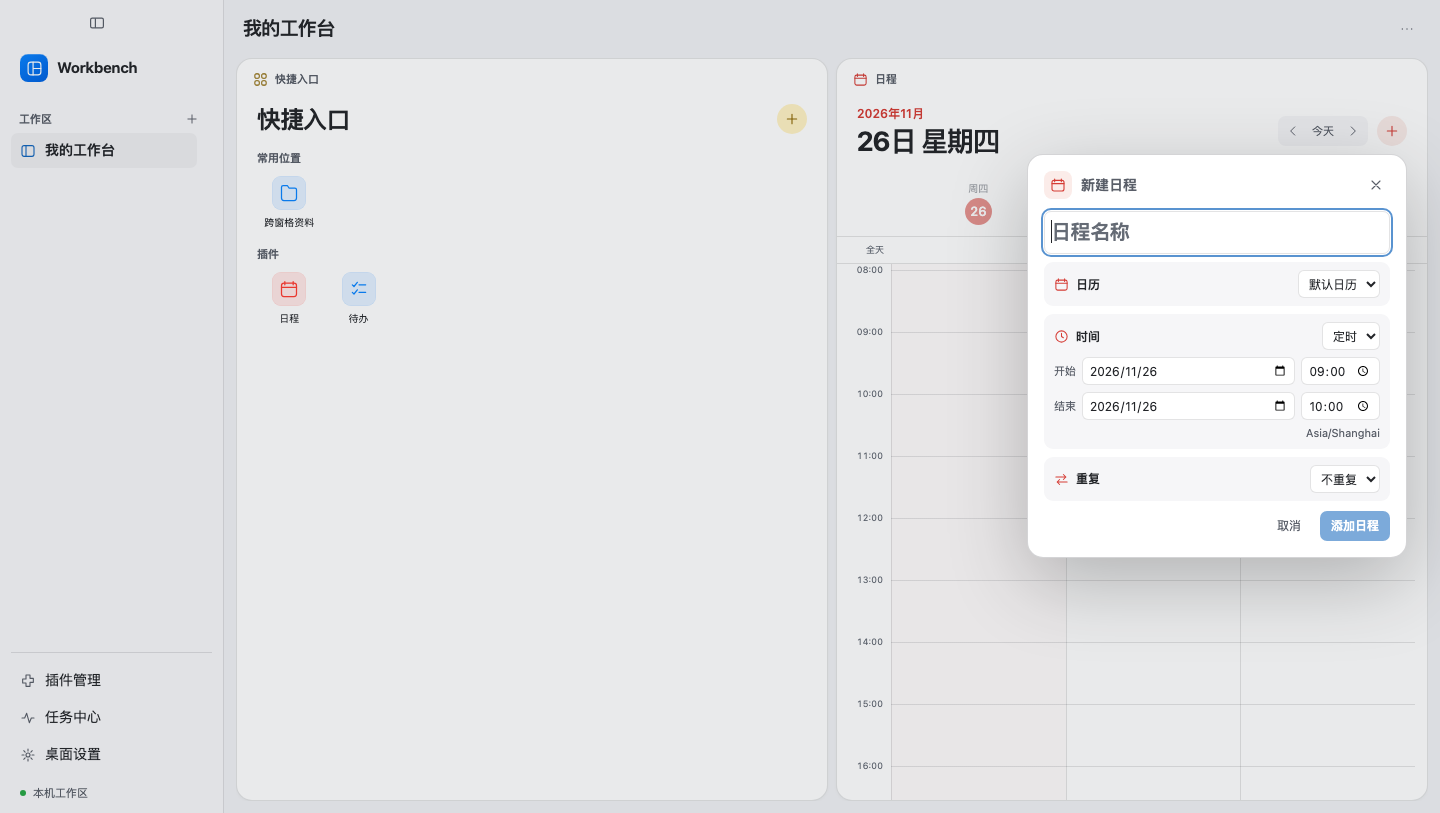 Workbench
工作区
我的工作台
插件管理
任务中心
桌面设置
本机工作区
我的工作台
快捷入口
快捷入口
常用位置
跨窗格资料
插件
日程
待办
日程
2026年11月
26日 星期四
今天
周四
26
全天
08:00
09:00
10:00
11:00
12:00
13:00
14:00
15:00
16:00
新建日程
日程名称
日历
默认日历
时间
定时
开始
2026/11/26
09:00
结束
2026/11/26
10:00
Asia/Shanghai
重复
不重复
取消
添加日程